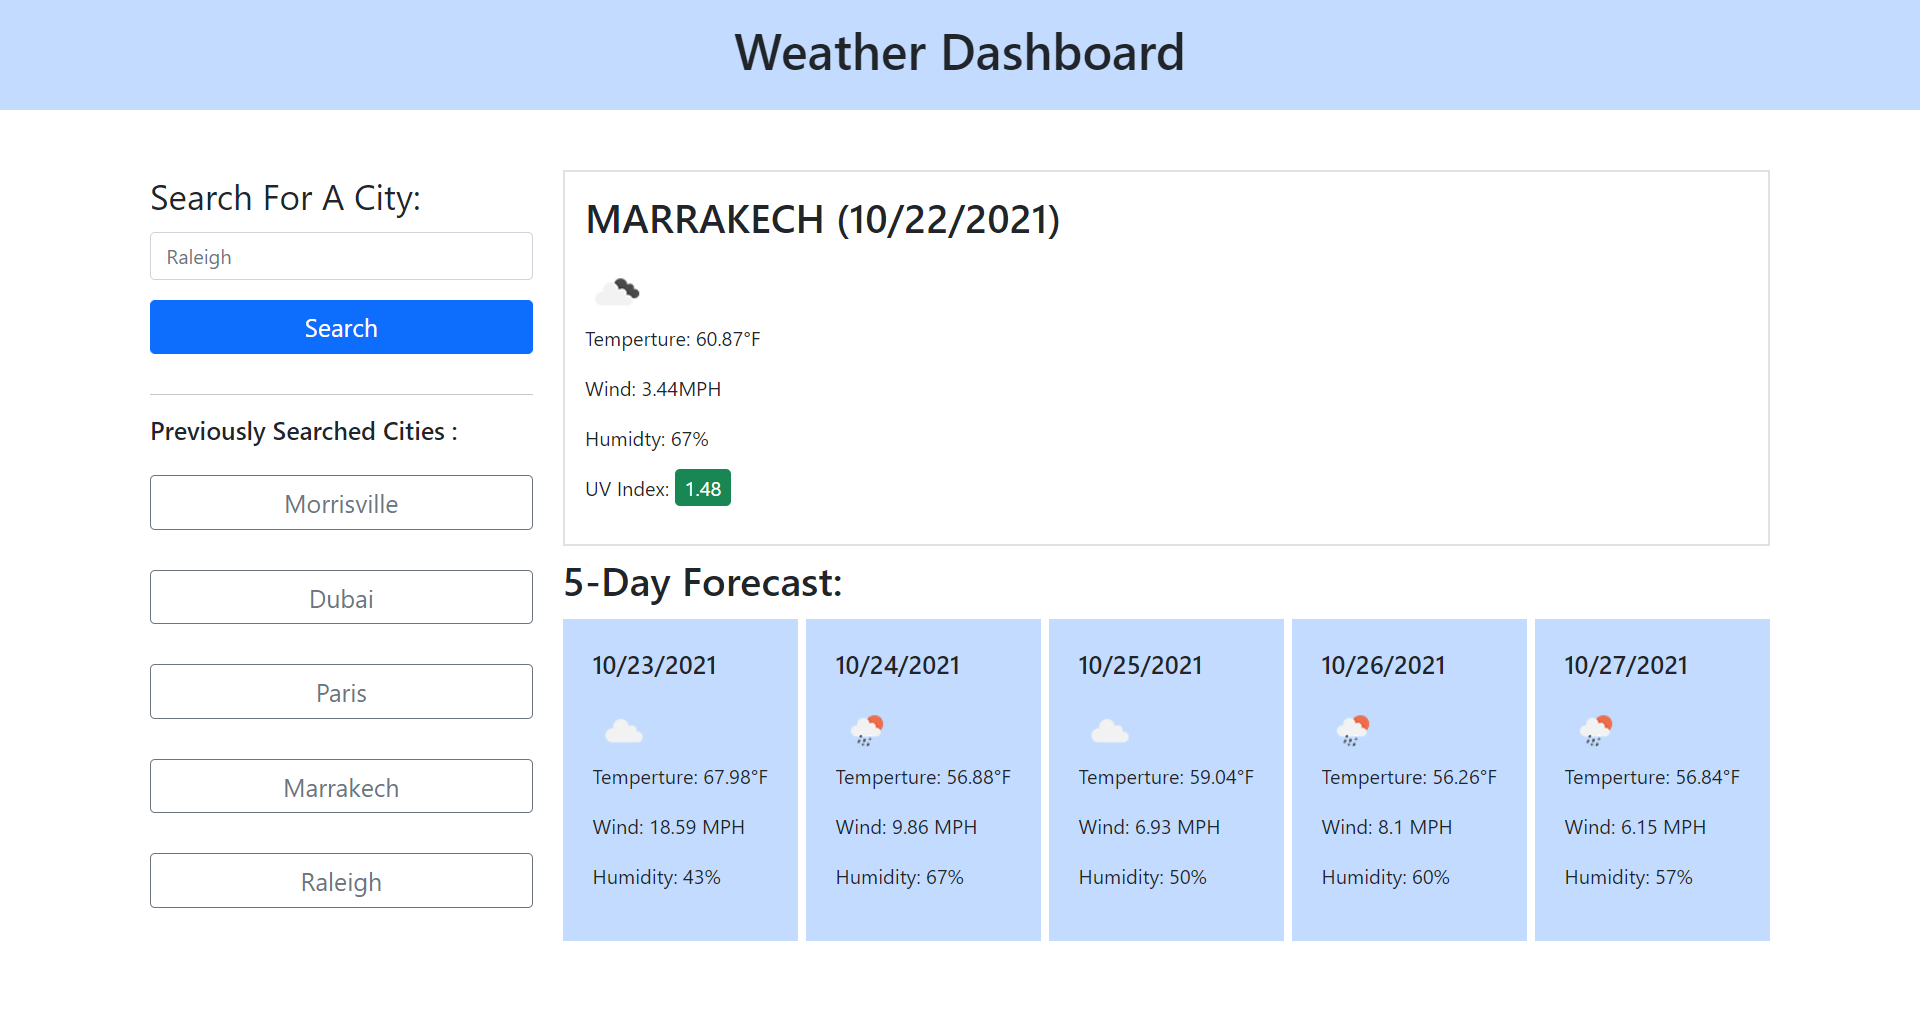 Weather Dashboard
Search For A City:
Raleigh
Search
Previously Searched Cities :
Morrisville
Dubai
Paris
Marrakech
Raleigh
MARRAKECH (10/22/2021)
Temperture: 60.87°F
Wind: 3.44MPH
Humidty: 67%
UV Index: 1.48
5-Day Forecast:
10/23/2021
Temperture: 67.98°F
Wind: 18.59 MPH
Humidity: 43%
10/24/2021
Temperture: 56.88°F
Wind: 9.86 MPH
Humidity: 67%
10/25/2021
Temperture: 59.04°F
Wind: 6.93 MPH
Humidity: 50%
10/26/2021
Temperture: 56.26°F
Wind: 8.1 MPH
Humidity: 60%
10/27/2021
Temperture: 56.84°F
Wind: 6.15 MPH
Humidity: 57%